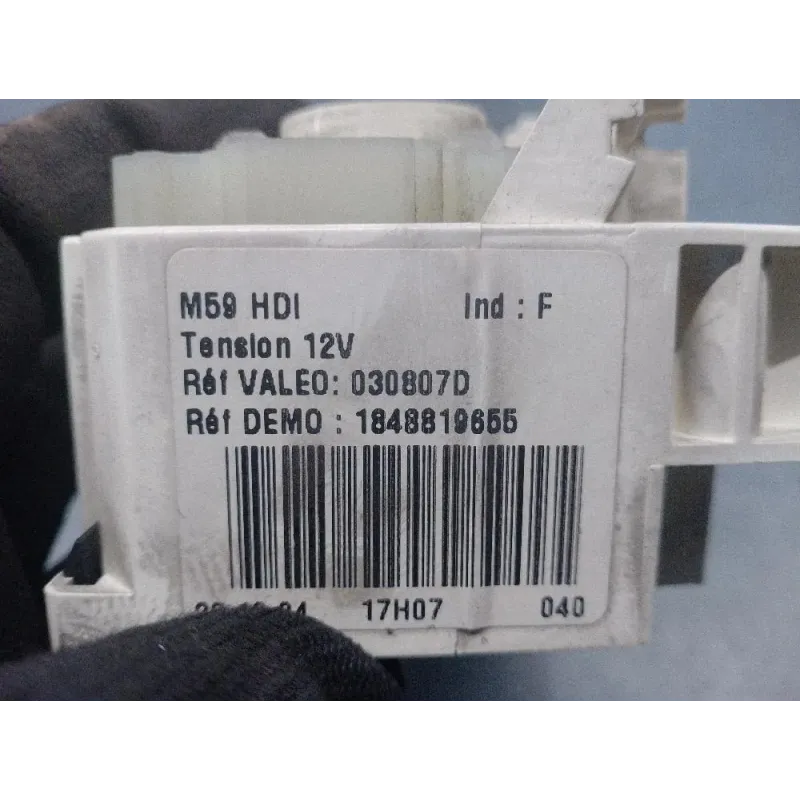 M59 HDI Ind : F
Tension 12V
Réf VALEO: 030807D
Réf DEMO : 1848819655
17H07 040